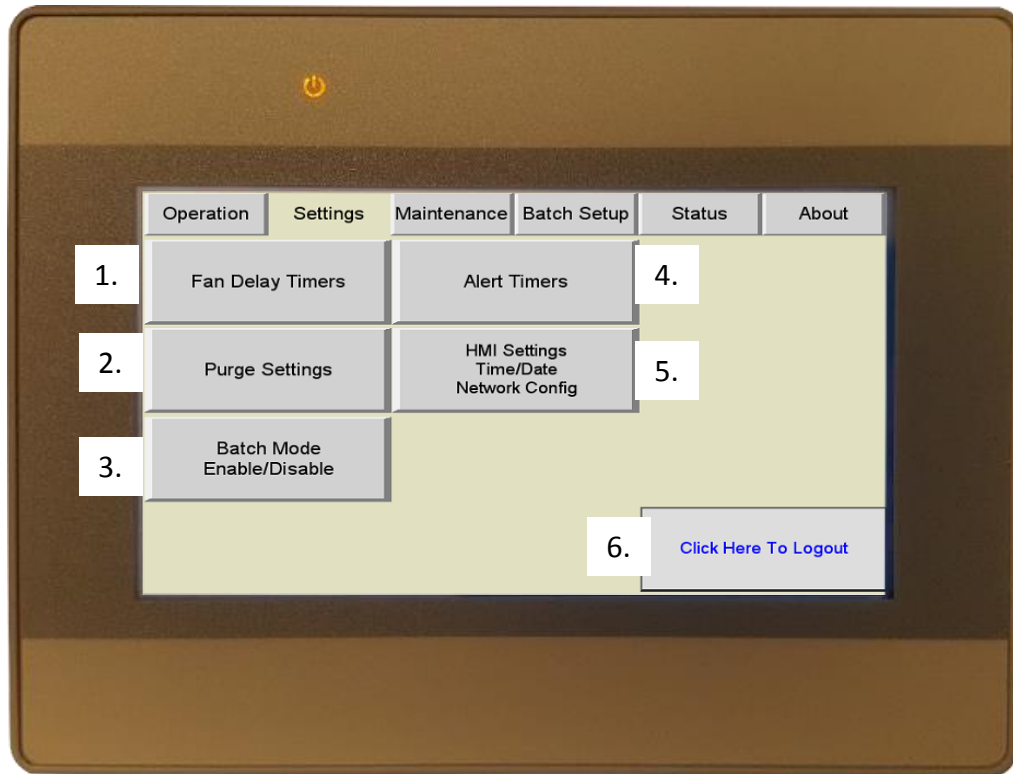 Operation Settings Maintenance Batch Setup Status About
1. Fan Delay Timers Alert Timers 4.
2. Purge Settings
HMI Settings
Time/Date
Network Config
5.
3. Batch Mode
Enable/Disable
6. Click Here To Logout